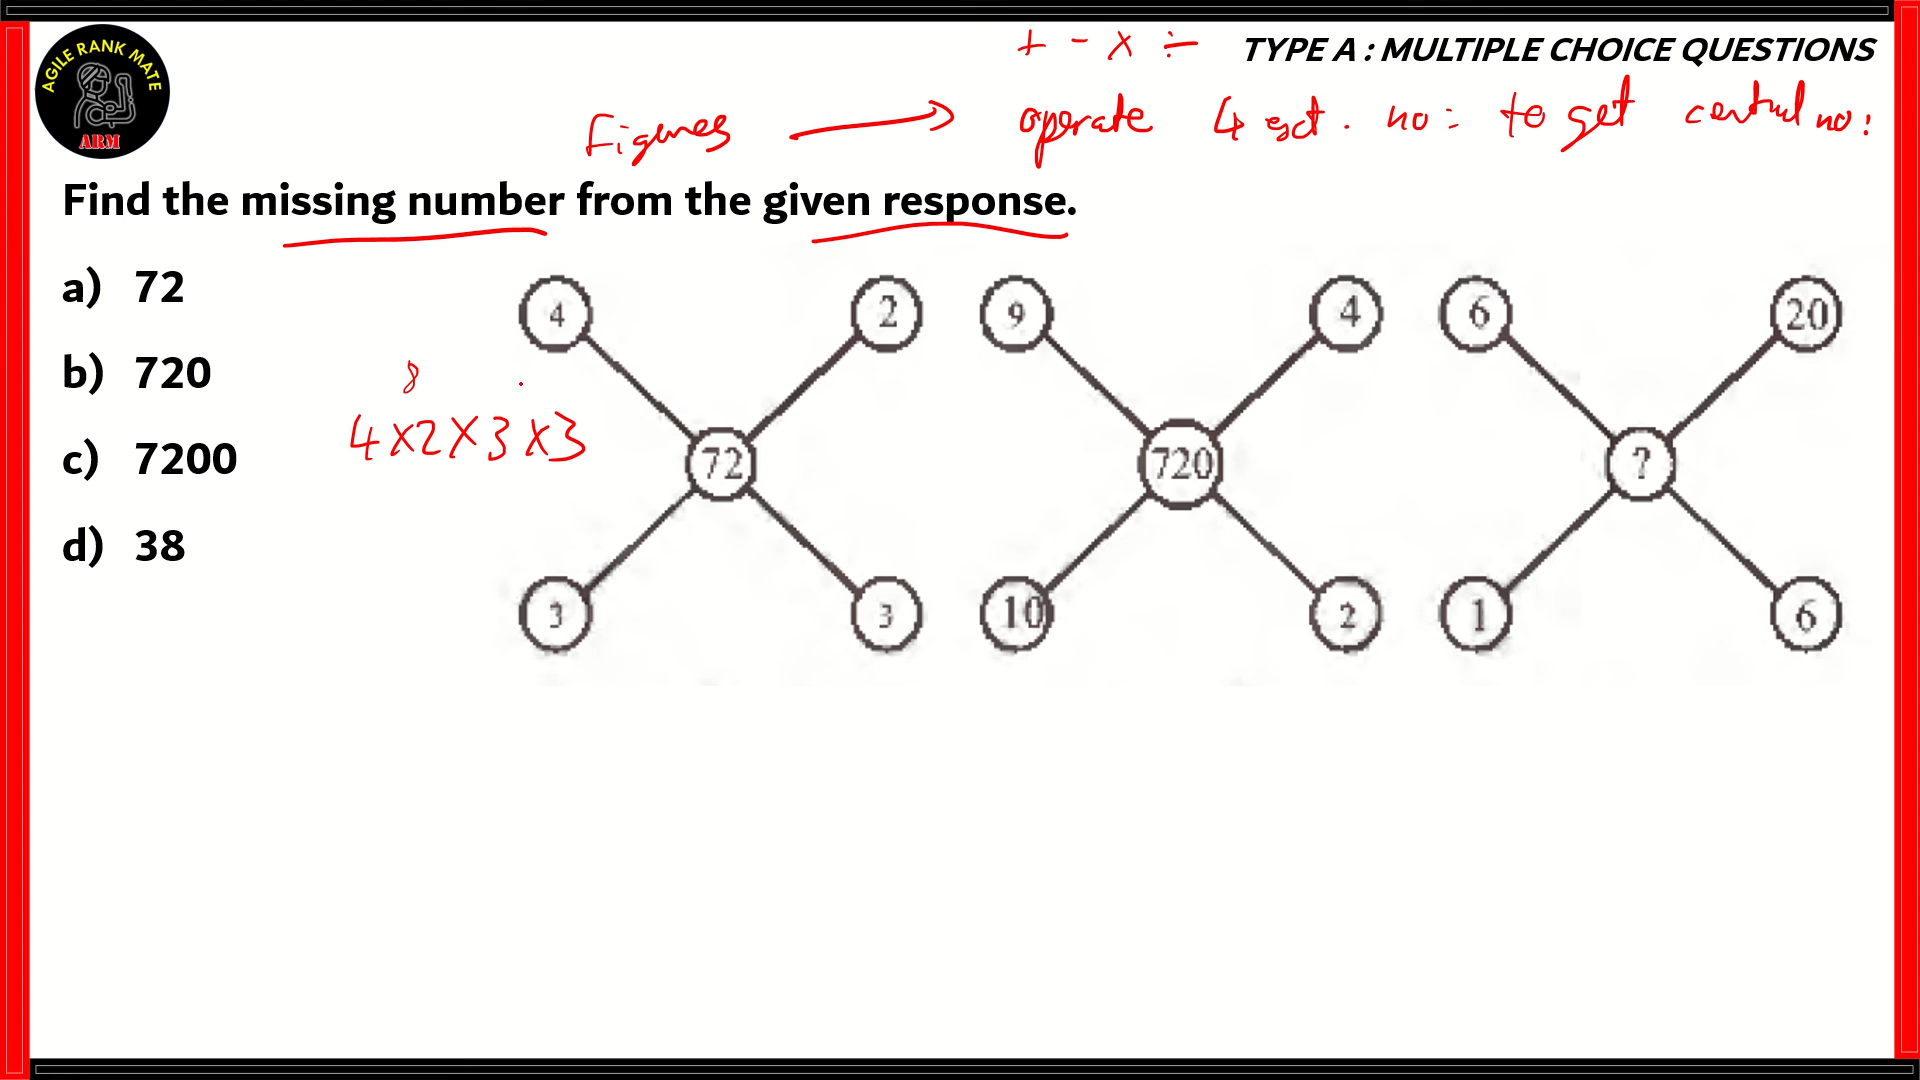 + - × ÷ TYPE A : MULTIPLE CHOICE QUESTIONS
AGILE RANK MATE
ARM
Figures → operate 4 ext. no: to get central no:
Find the missing number from the given response.
a) 72
b) 720
c) 7200
d) 38
8
4×2×3×3
4 2 9 4 6 20
72 720 ?
3 3 10 2 1 6